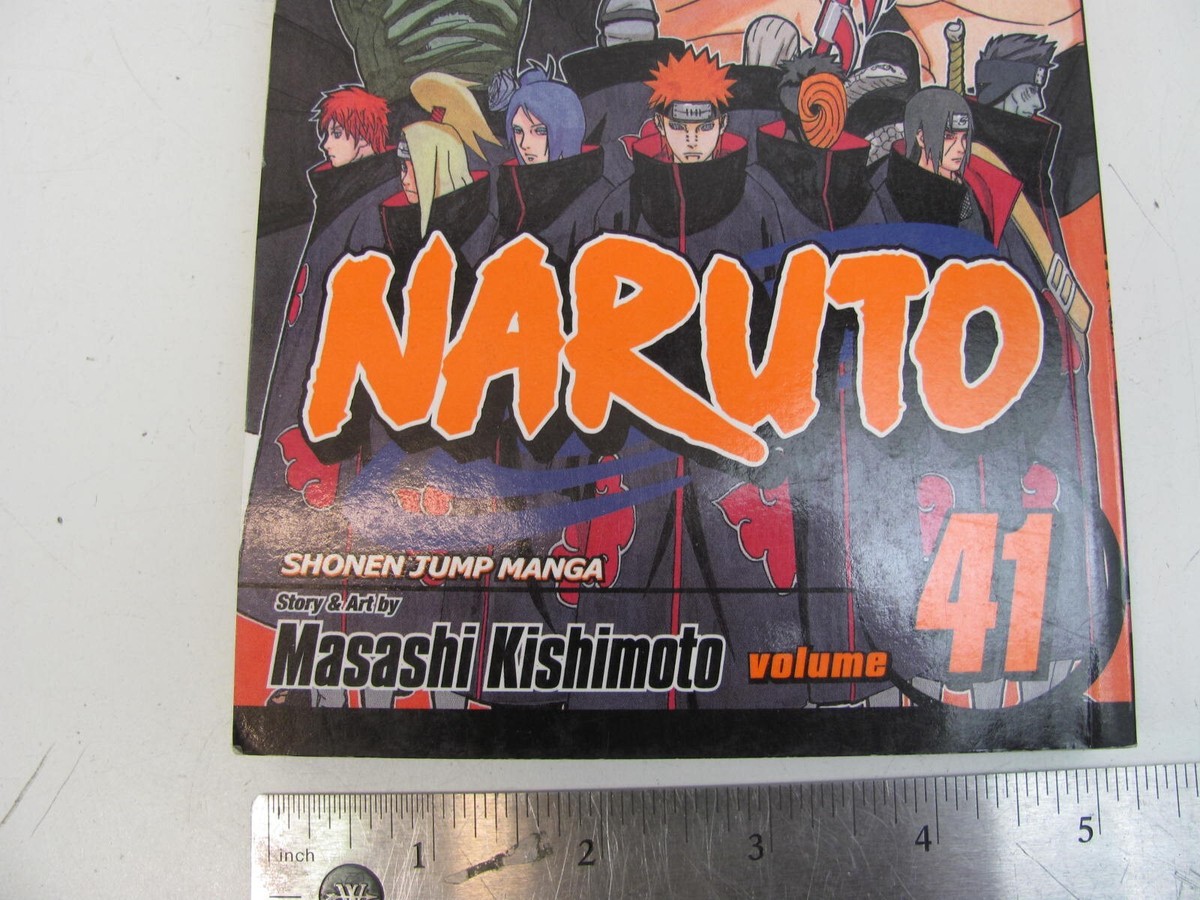 NARUTO
SHONEN JUMP MANGA
Story & Art by
Masashi Kishimoto
volume 41
inch 1 2 3 4 5
W